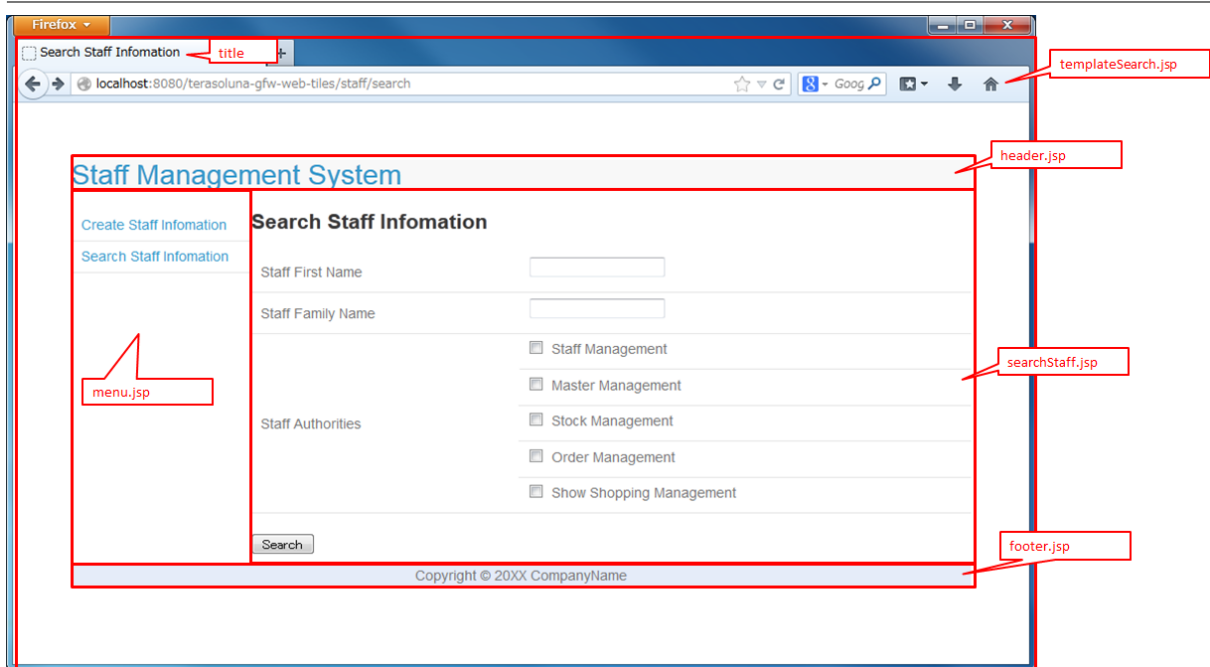 Firefox
Search Staff Infomation
title
templateSearch.jsp
localhost:8080/terasoluna-gfw-web-tiles/staff/search
Goog
header.jsp
Staff Management System
Create Staff Infomation
Search Staff Infomation
Search Staff Infomation
Staff First Name
Staff Family Name
Staff Management
searchStaff.jsp
menu.jsp
Master Management
Staff Authorities
Stock Management
Order Management
Show Shopping Management
Search
footer.jsp
Copyright © 20XX CompanyName